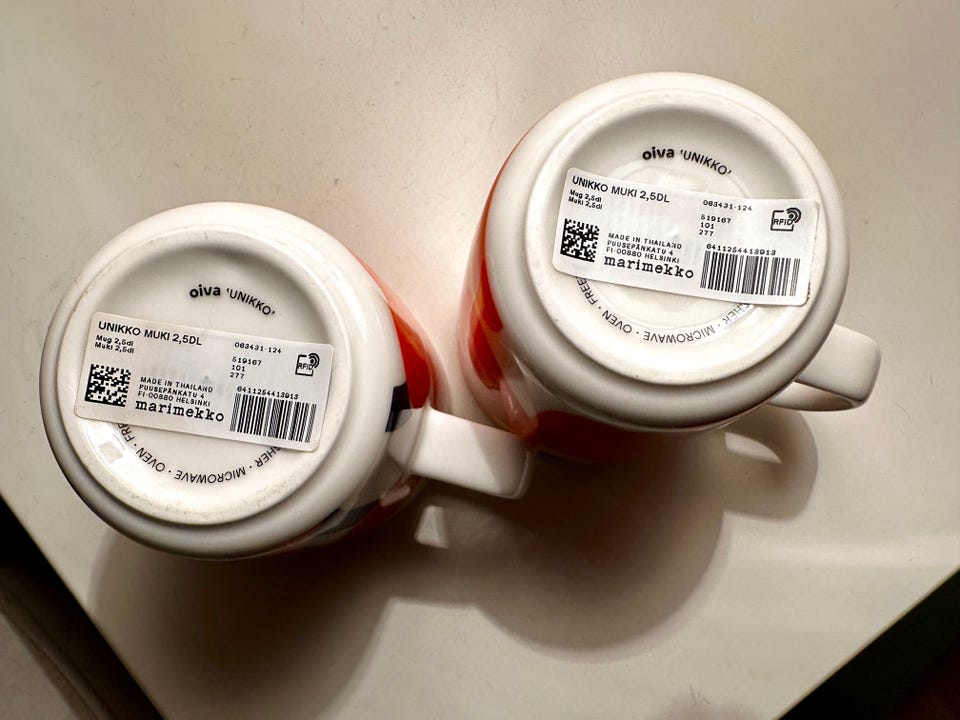 oiva 'UNIKKO'
UNIKKO MUKI 2,5DL
Mug 2,5dl
Muki 2,5dl
063431-124
519167
101
277
RFID
MADE IN THAILAND
PUUSEPÄNKATU 4
FI-00880 HELSINKI
marimekko
6411254413913
HER · MICROWAVE · OVEN · FREE
oiva 'UNIKKO'
UNIKKO MUKI 2,5DL
Mug 2,5dl
Muki 2,5dl
063431-124
519167
101
277
RFID
MADE IN THAILAND
PUUSEPÄNKATU 4
FI-00880 HELSINKI
marimekko
6411254413913
HER · MICROWAVE · OVEN · FREE